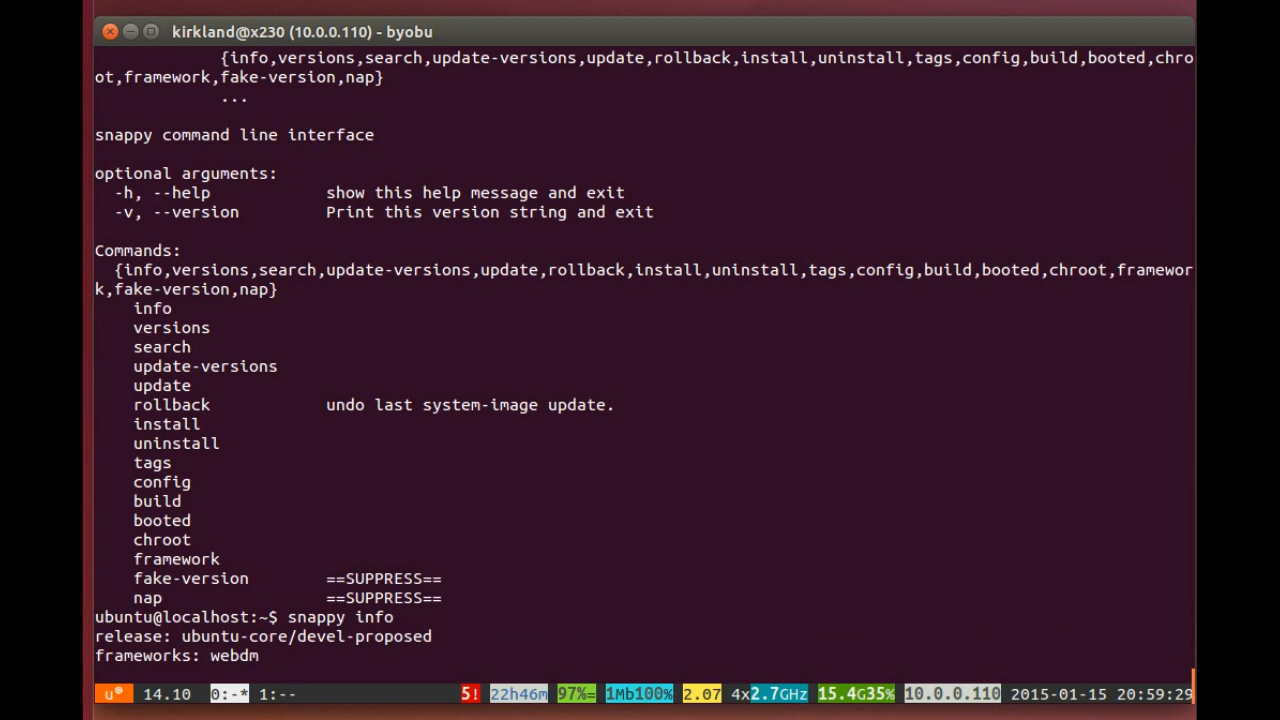 kirkland@x230 (10.0.0.110) - byobu
{info,versions,search,update-versions,update,rollback,install,uninstall,tags,config,build,booted,chro
ot,framework,fake-version,nap}
...
snappy command line interface
optional arguments:
-h, --help show this help message and exit
-v, --version Print this version string and exit
Commands:
{info,versions,search,update-versions,update,rollback,install,uninstall,tags,config,build,booted,chroot,framewor
k,fake-version,nap}
info
versions
search
update-versions
update
rollback undo last system-image update.
install
uninstall
tags
config
build
booted
chroot
framework
fake-version ==SUPPRESS==
nap ==SUPPRESS==
ubuntu@localhost:~$ snappy info
release: ubuntu-core/devel-proposed
frameworks: webdm
u 14.10 0:-* 1:-- 5! 22h46m 97%= 1Mb100% 2.07 4x2.7GHz 15.4G35% 10.0.0.110 2015-01-15 20:59:29